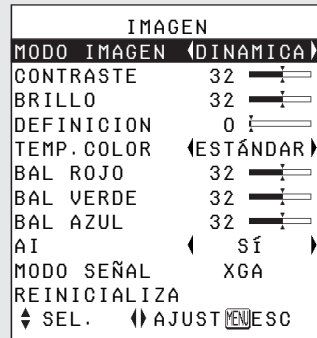 IMAGEN
MODO IMAGEN DINAMICA
CONTRASTE 32
BRILLO 32
DEFINICION 0
TEMP.COLOR ESTÁNDAR
BAL ROJO 32
BAL VERDE 32
BAL AZUL 32
AI SÍ
MODO SEÑAL XGA
REINICIALIZA
SEL. AJUST MENU ESC